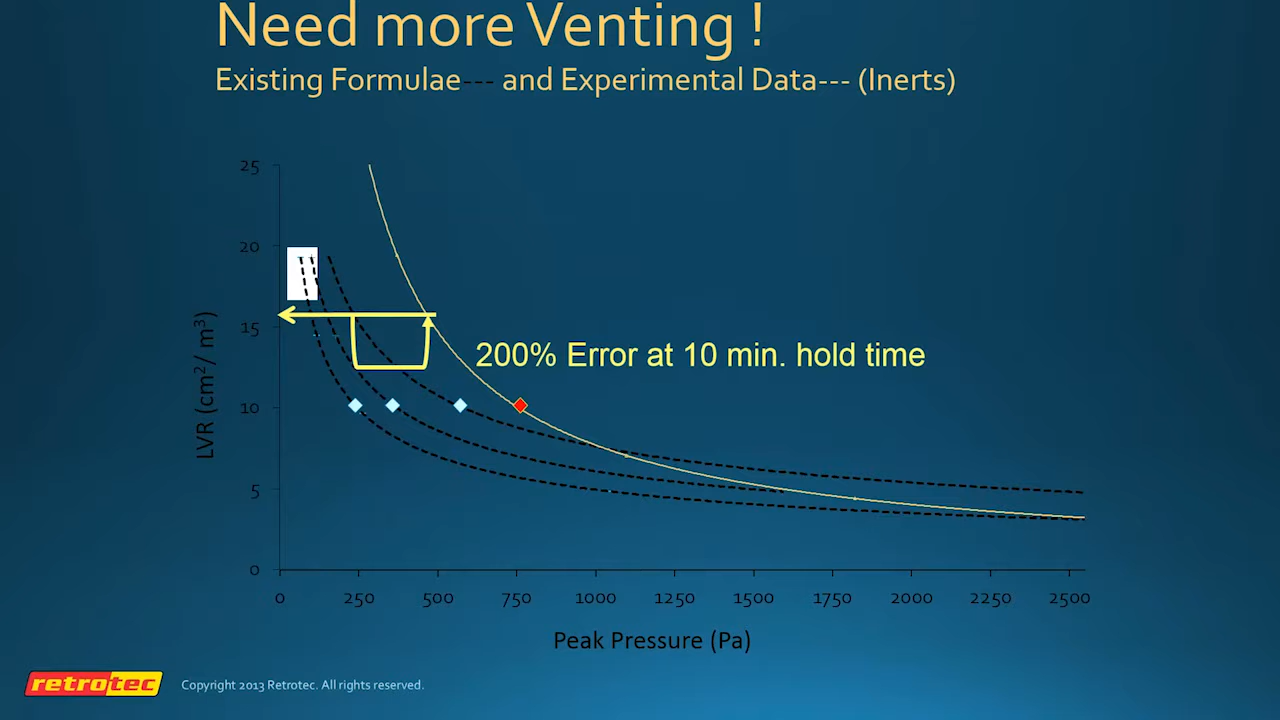 Need more Venting !
Existing Formulae--- and Experimental Data--- (Inerts)
25
20
15
10
5
0
LVR (cm²/ m³)
200% Error at 10 min. hold time
0 250 500 750 1000 1250 1500 1750 2000 2250 2500
Peak Pressure (Pa)
retrotec
Copyright 2013 Retrotec. All rights reserved.